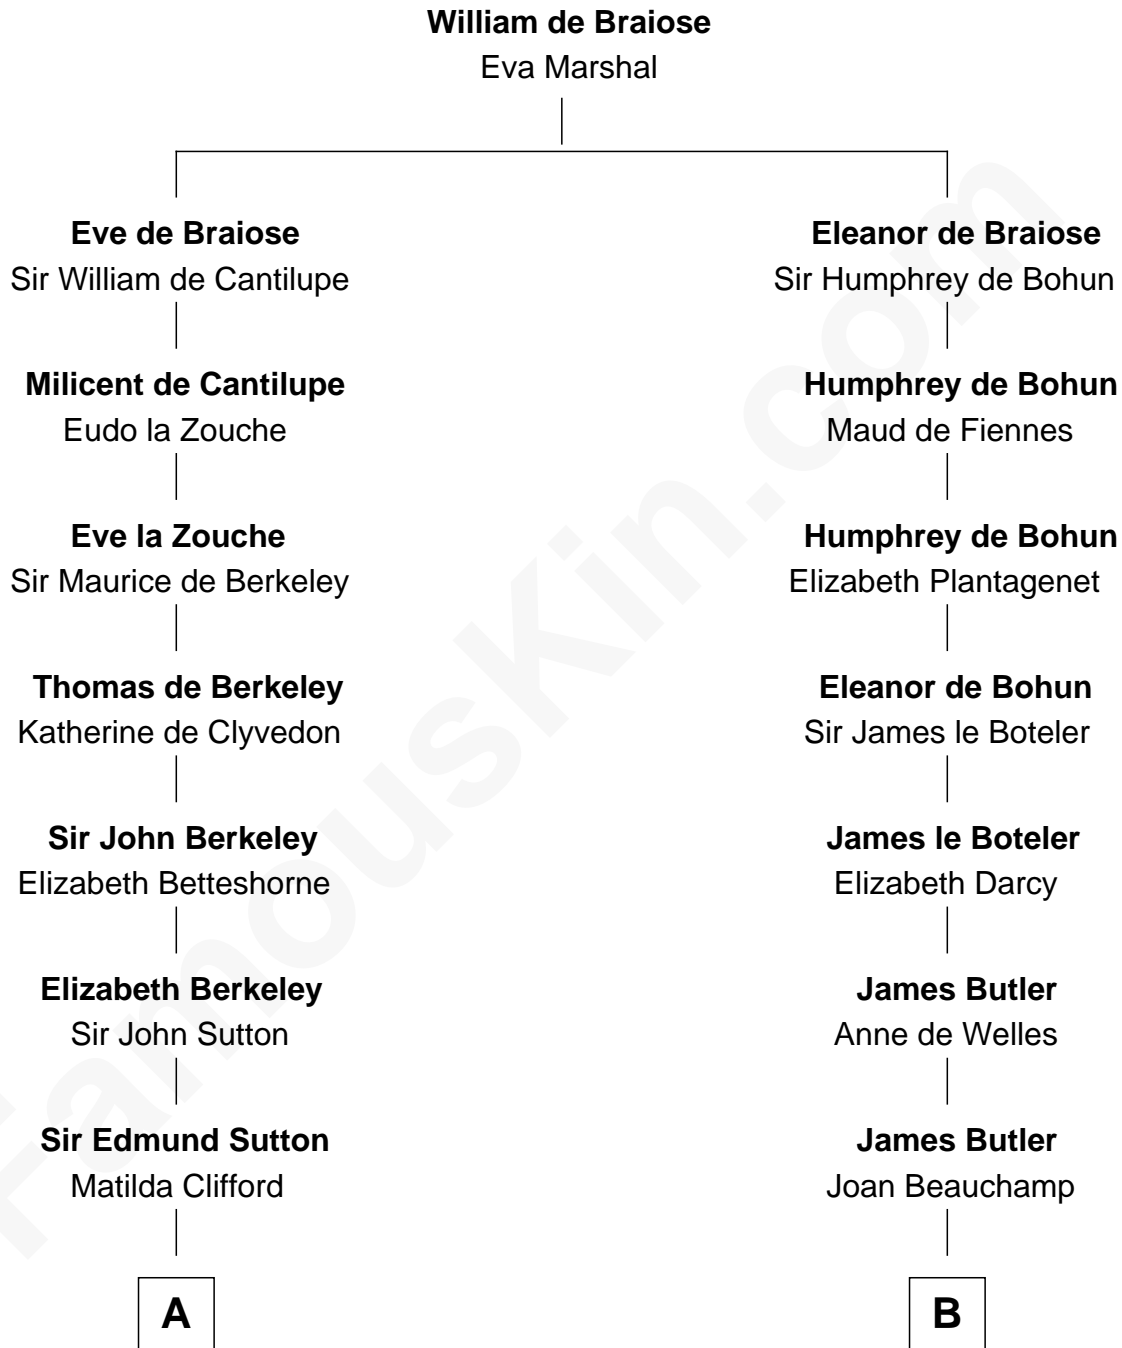 William de Braiose
Eva Marshal
Eve de Braiose
Sir William de Cantilupe
Eleanor de Braiose
Sir Humphrey de Bohun
Milicent de Cantilupe
Eudo la Zouche
Humphrey de Bohun
Maud de Fiennes
Eve la Zouche
Sir Maurice de Berkeley
Humphrey de Bohun
Elizabeth Plantagenet
Thomas de Berkeley
Katherine de Clyvedon
Eleanor de Bohun
Sir James le Boteler
Sir John Berkeley
Elizabeth Betteshorne
James le Boteler
Elizabeth Darcy
Elizabeth Berkeley
Sir John Sutton
James Butler
Anne de Welles
Sir Edmund Sutton
Matilda Clifford
James Butler
Joan Beauchamp
A
B
FamousKin.com